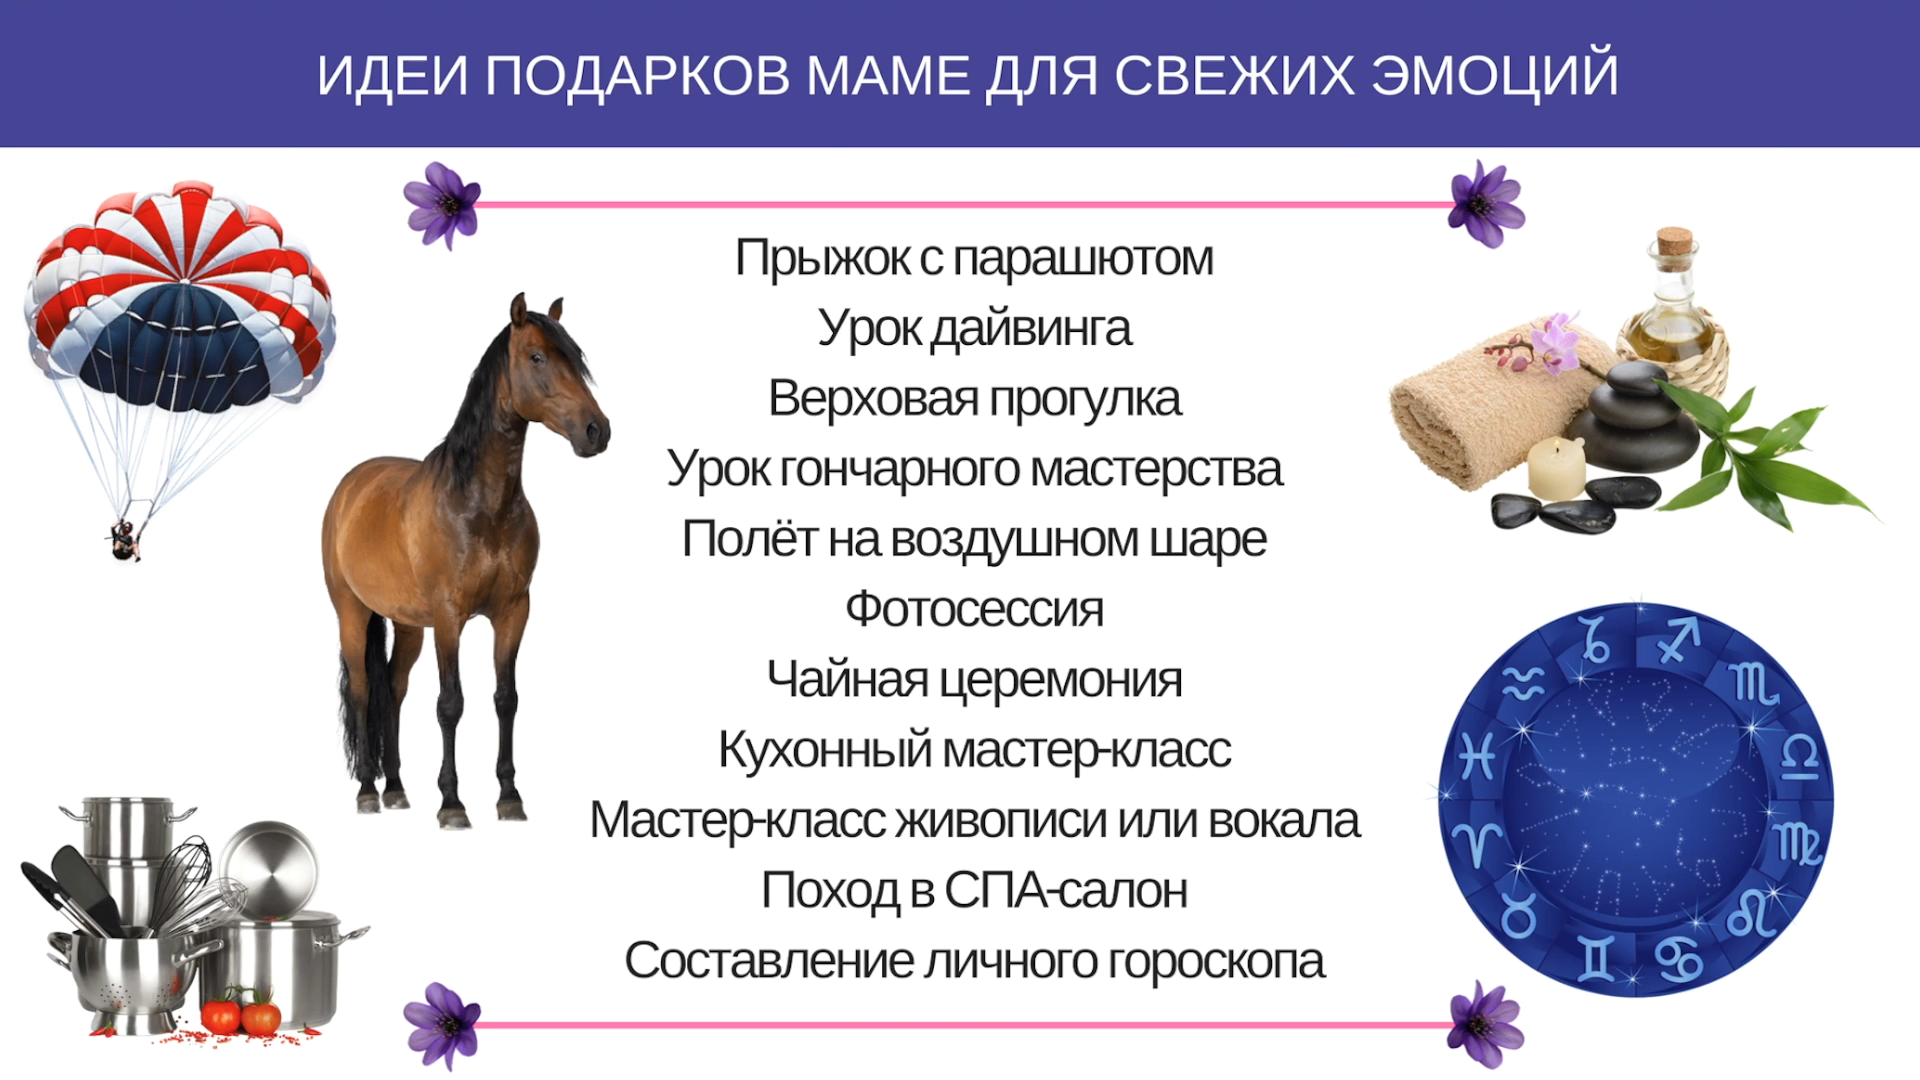 ИДЕИ ПОДАРКОВ МАМЕ ДЛЯ СВЕЖИХ ЭМОЦИЙ
Прыжок с парашютом
Урок дайвинга
Верховая прогулка
Урок гончарного мастерства
Полёт на воздушном шаре
Фотосессия
Чайная церемония
Кухонный мастер-класс
Мастер-класс живописи или вокала
Поход в СПА-салон
Составление личного гороскопа